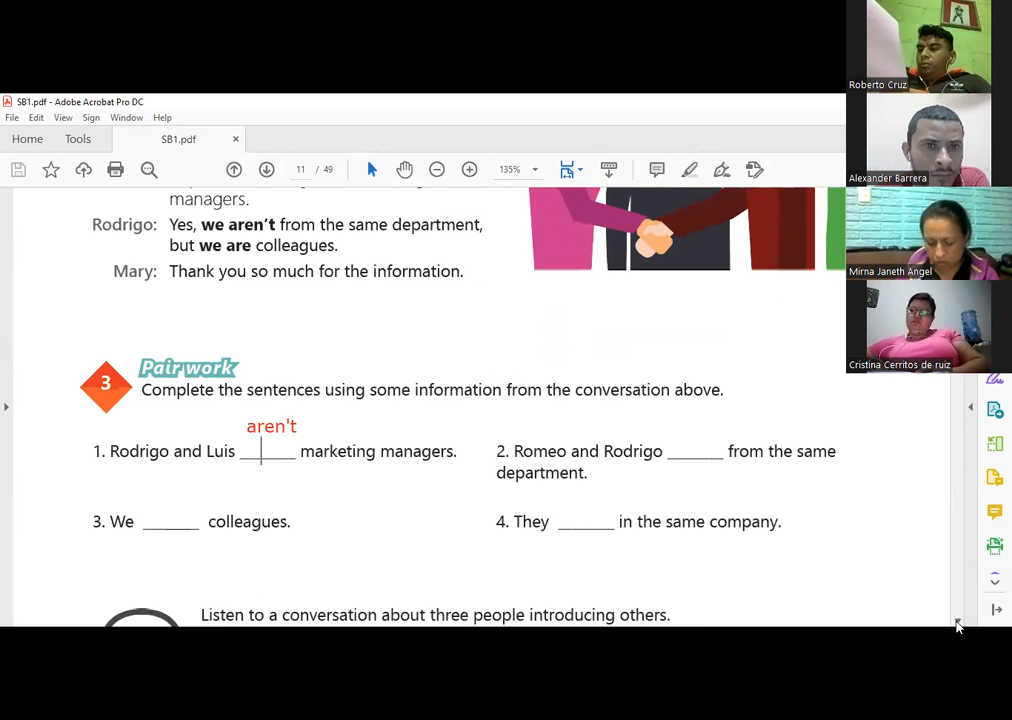 SB1.pdf - Adobe Acrobat Pro DC
File Edit View Sign Window Help
Home Tools SB1.pdf ×
11 / 49 135%
managers.
Rodrigo: Yes, we aren't from the same department,
but we are colleagues.
Mary: Thank you so much for the information.
Pair work
3 Complete the sentences using some information from the conversation above.
aren't
1. Rodrigo and Luis ______ marketing managers.
2. Romeo and Rodrigo ______ from the same
department.
3. We ______ colleagues.
4. They ______ in the same company.
Listen to a conversation about three people introducing others.
Roberto Cruz
Alexander Barrera
Mirna Janeth Angel
Cristina Cerritos de ruiz